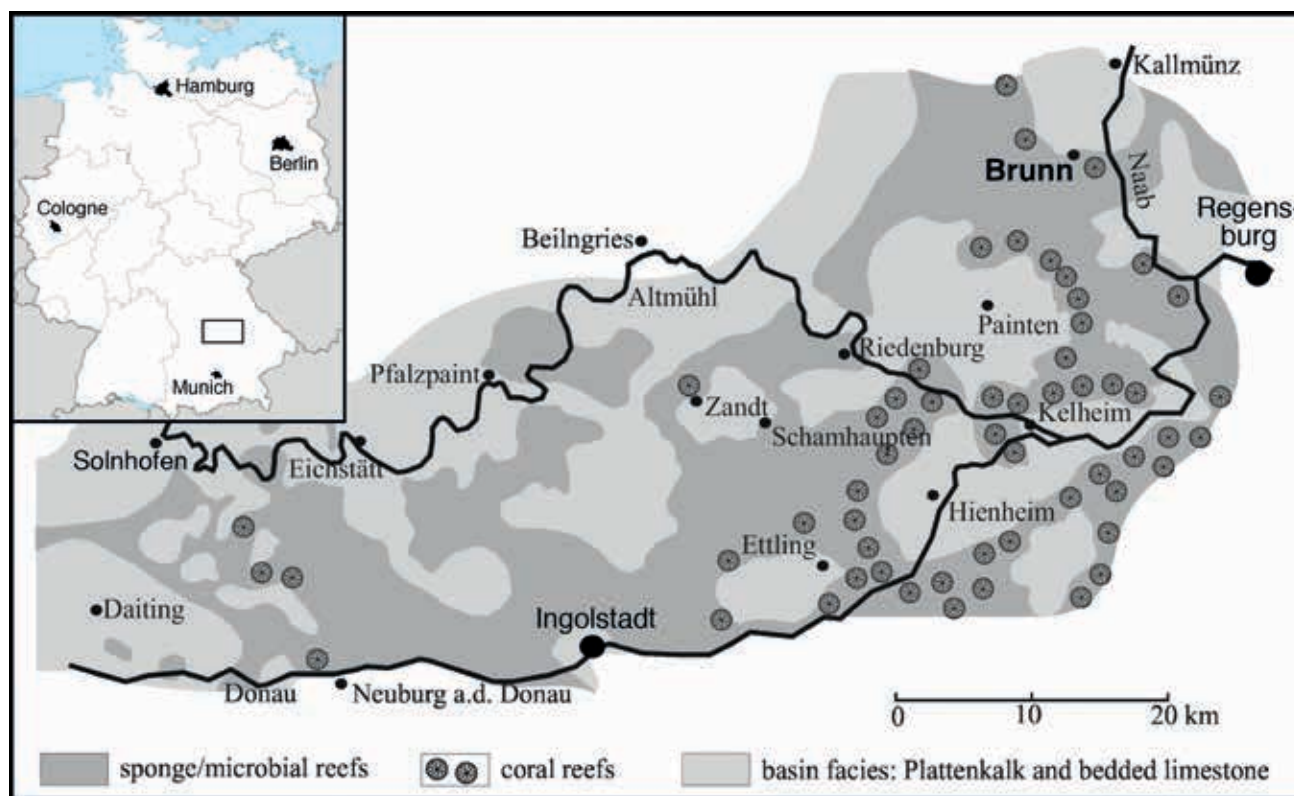 Hamburg
Berlin
Cologne
Munich
Kallmünz
Brunn
Naab
Regens-
burg
Beilngries
Altmühl
Painten
Riedenburg
Pfalzpaint
Zandt
Kelheim
Schamhaupten
Solnhofen
Eichstätt
Hienheim
Ettling
Daiting
Ingolstadt
Donau
Neuburg a.d. Donau
0 10 20 km
sponge/microbial reefs
coral reefs
basin facies: Plattenkalk and bedded limestone